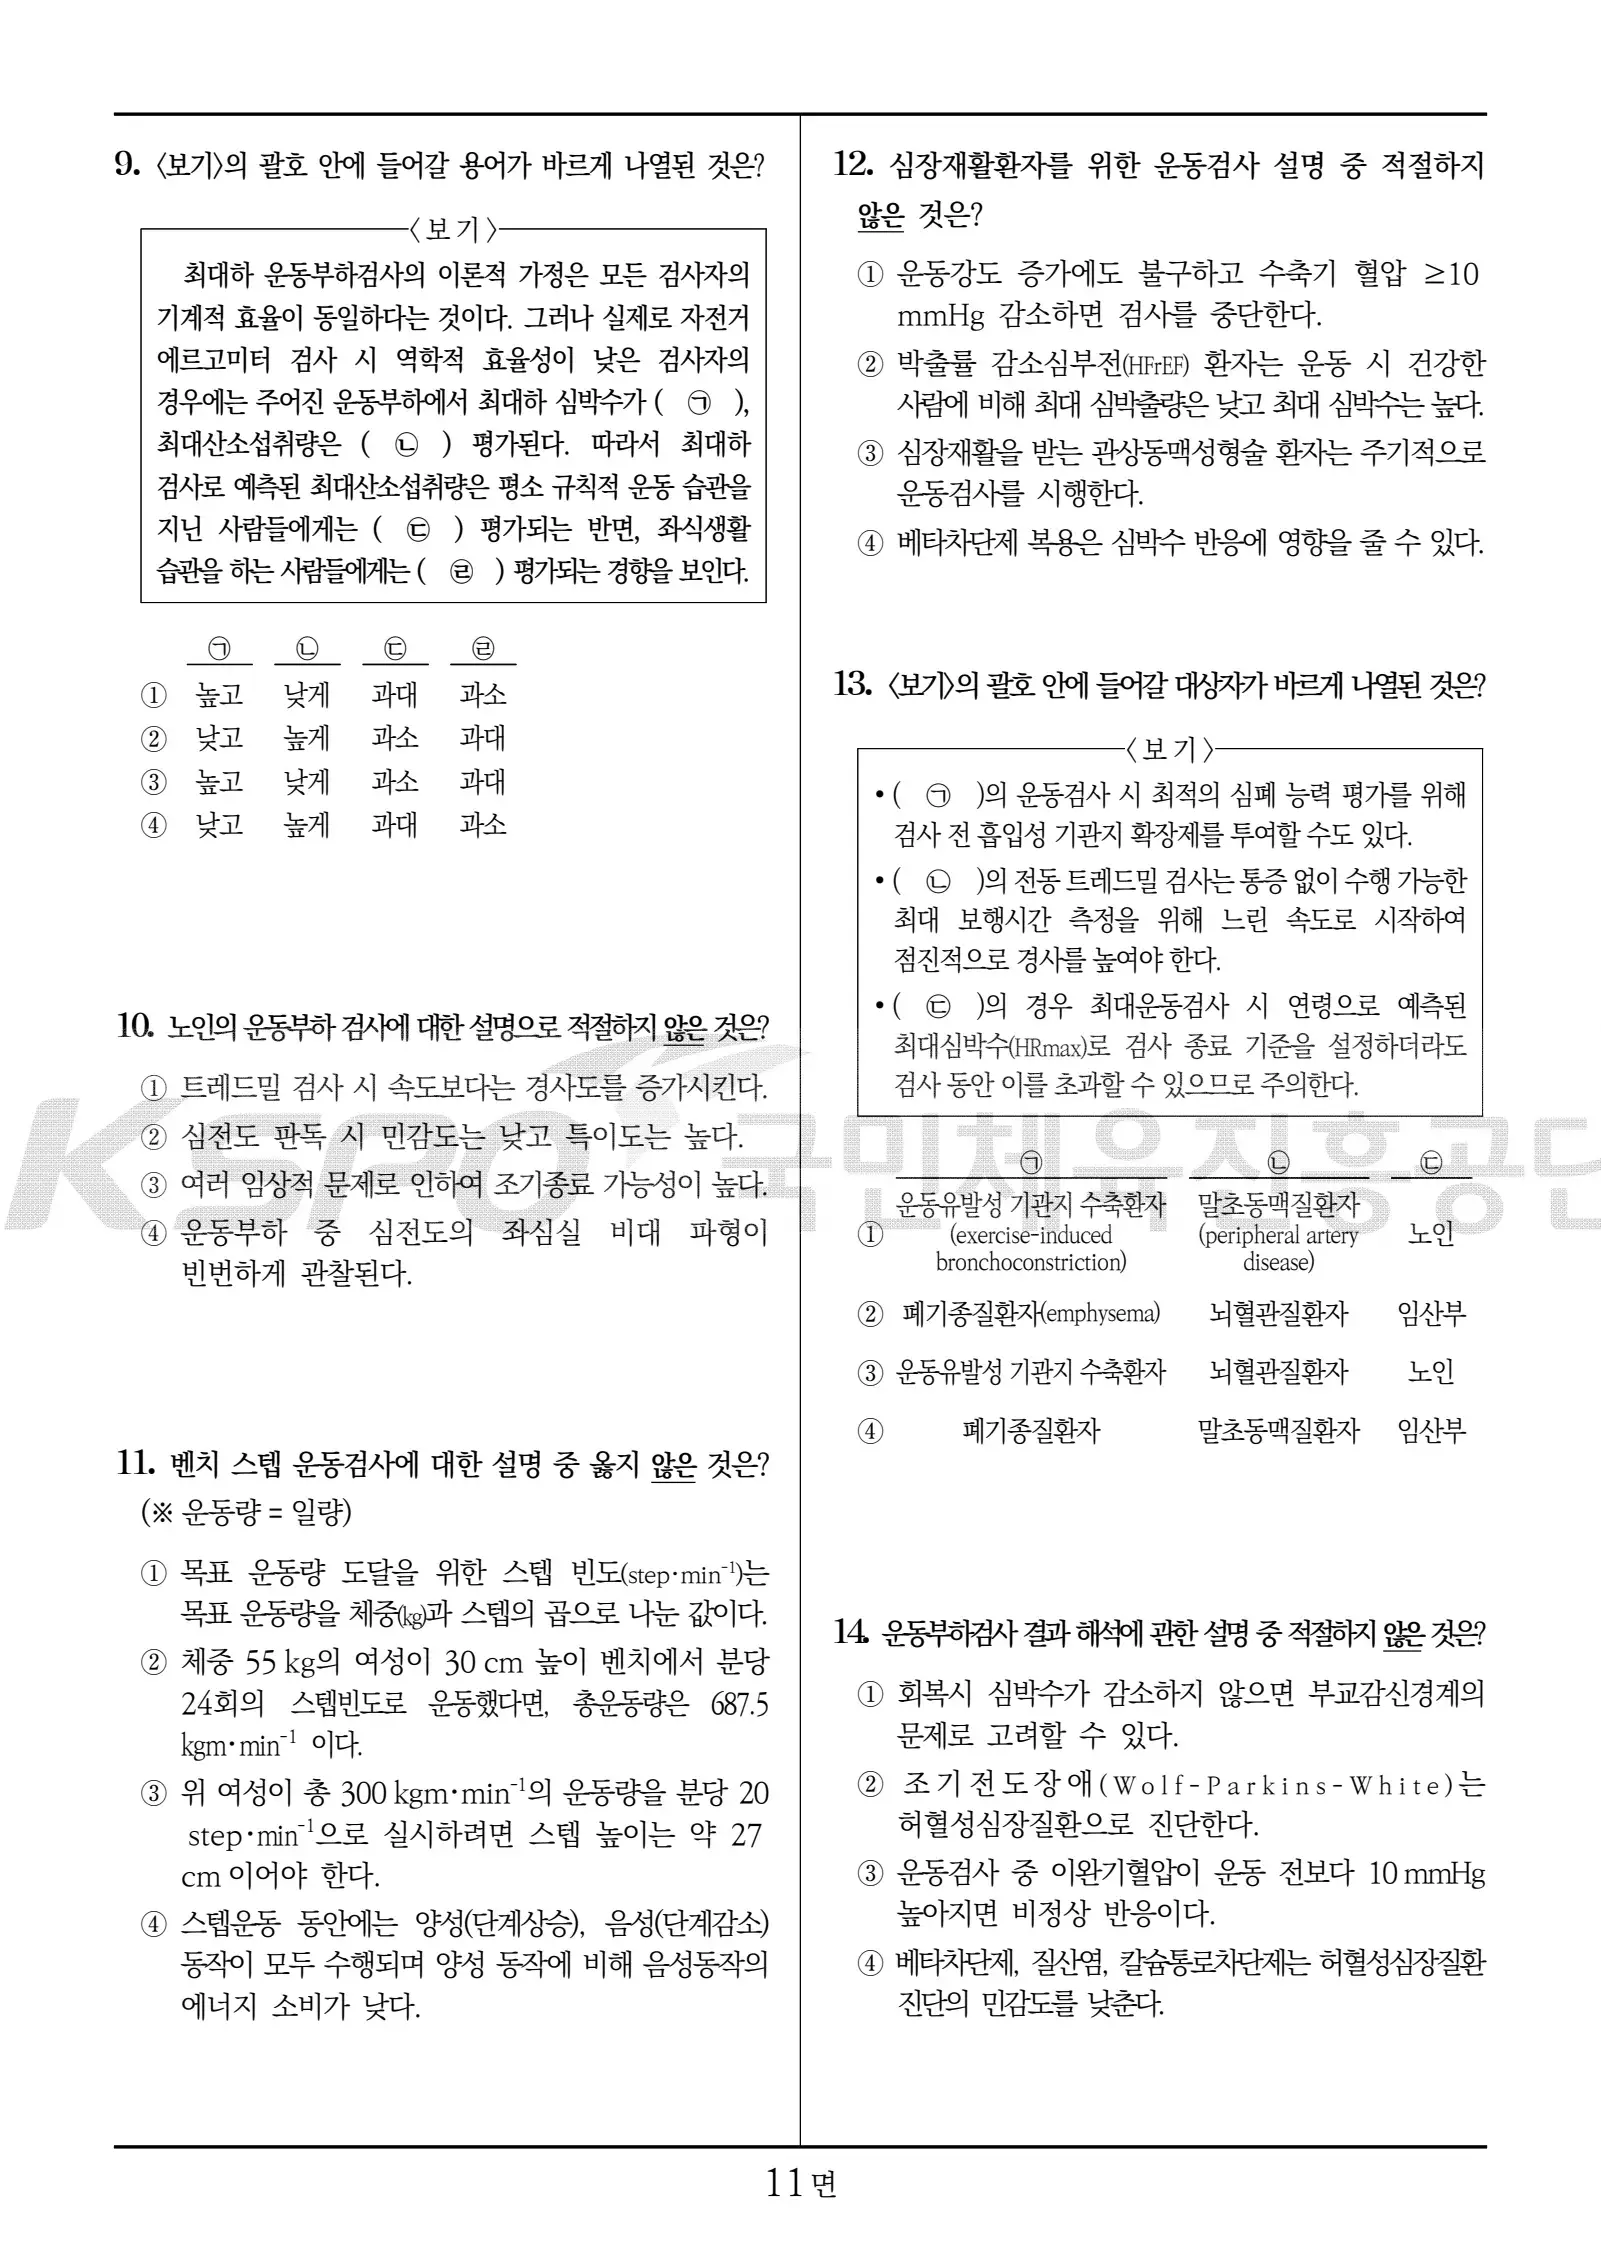 9. 〈보기〉의 괄호 안에 들어갈 용어가 바르게 나열된 것은?
〈보기〉
최대하 운동부하검사의 이론적 가정은 모든 검사자의
기계적 효율이 동일하다는 것이다. 그러나 실제로 자전거
에르고미터 검사 시 역학적 효율성이 낮은 검사자의
경우에는 주어진 운동부하에서 최대하 심박수가 ( ㉠ ),
최대산소섭취량은 ( ㉡ ) 평가된다. 따라서 최대하
검사로 예측된 최대산소섭취량은 평소 규칙적 운동 습관을
지닌 사람들에게는 ( ㉢ ) 평가되는 반면, 좌식생활
습관을 하는 사람들에게는 ( ㉣ ) 평가되는 경향을 보인다.
㉠ ㉡ ㉢ ㉣
① 높고 낮게 과대 과소
② 낮고 높게 과소 과대
③ 높고 낮게 과소 과대
④ 낮고 높게 과대 과소
10. 노인의 운동부하 검사에 대한 설명으로 적절하지 않은 것은?
① 트레드밀 검사 시 속도보다는 경사도를 증가시킨다.
② 심전도 판독 시 민감도는 낮고 특이도는 높다.
③ 여러 임상적 문제로 인하여 조기종료 가능성이 높다.
④ 운동부하 중 심전도의 좌심실 비대 파형이
빈번하게 관찰된다.
11. 벤치 스텝 운동검사에 대한 설명 중 옳지 않은 것은?
(※ 운동량 = 일량)
① 목표 운동량 도달을 위한 스텝 빈도(step·min⁻¹)는
목표 운동량을 체중(kg)과 스텝의 곱으로 나눈 값이다.
② 체중 55 kg의 여성이 30 cm 높이 벤치에서 분당
24회의 스텝빈도로 운동했다면, 총운동량은 687.5
kgm·min⁻¹ 이다.
③ 위 여성이 총 300 kgm·min⁻¹의 운동량을 분당 20
step·min⁻¹으로 실시하려면 스텝 높이는 약 27
cm 이어야 한다.
④ 스텝운동 동안에는 양성(단계상승), 음성(단계감소)
동작이 모두 수행되며 양성 동작에 비해 음성동작의
에너지 소비가 낮다.
12. 심장재활환자를 위한 운동검사 설명 중 적절하지
않은 것은?
① 운동강도 증가에도 불구하고 수축기 혈압 ≥10
mmHg 감소하면 검사를 중단한다.
② 박출률 감소심부전(HFrEF) 환자는 운동 시 건강한
사람에 비해 최대 심박출량은 낮고 최대 심박수는 높다.
③ 심장재활을 받는 관상동맥성형술 환자는 주기적으로
운동검사를 시행한다.
④ 베타차단제 복용은 심박수 반응에 영향을 줄 수 있다.
13. 〈보기〉의 괄호 안에 들어갈 대상자가 바르게 나열된 것은?
〈보기〉
• ( ㉠ )의 운동검사 시 최적의 심폐 능력 평가를 위해
검사 전 흡입성 기관지 확장제를 투여할 수도 있다.
• ( ㉡ )의 전동 트레드밀 검사는 통증 없이 수행 가능한
최대 보행시간 측정을 위해 느린 속도로 시작하여
점진적으로 경사를 높여야 한다.
• ( ㉢ )의 경우 최대운동검사 시 연령으로 예측된
최대심박수(HRmax)로 검사 종료 기준을 설정하더라도
검사 동안 이를 초과할 수 있으므로 주의한다.
㉠ ㉡ ㉢
운동유발성 기관지 수축환자 말초동맥질환자
① (exercise-induced (peripheral artery 노인
bronchoconstriction) disease)
② 폐기종질환자(emphysema) 뇌혈관질환자 임산부
③ 운동유발성 기관지 수축환자 뇌혈관질환자 노인
④ 폐기종질환자 말초동맥질환자 임산부
14. 운동부하검사 결과 해석에 관한 설명 중 적절하지 않은 것은?
① 회복시 심박수가 감소하지 않으면 부교감신경계의
문제로 고려할 수 있다.
② 조기전도장애(Wolf-Parkins-White)는
허혈성심장질환으로 진단한다.
③ 운동검사 중 이완기혈압이 운동 전보다 10 mmHg
높아지면 비정상 반응이다.
④ 베타차단제, 질산염, 칼슘통로차단제는 허혈성심장질환
진단의 민감도를 낮춘다.
KSPO 국민체육진흥공단
11면